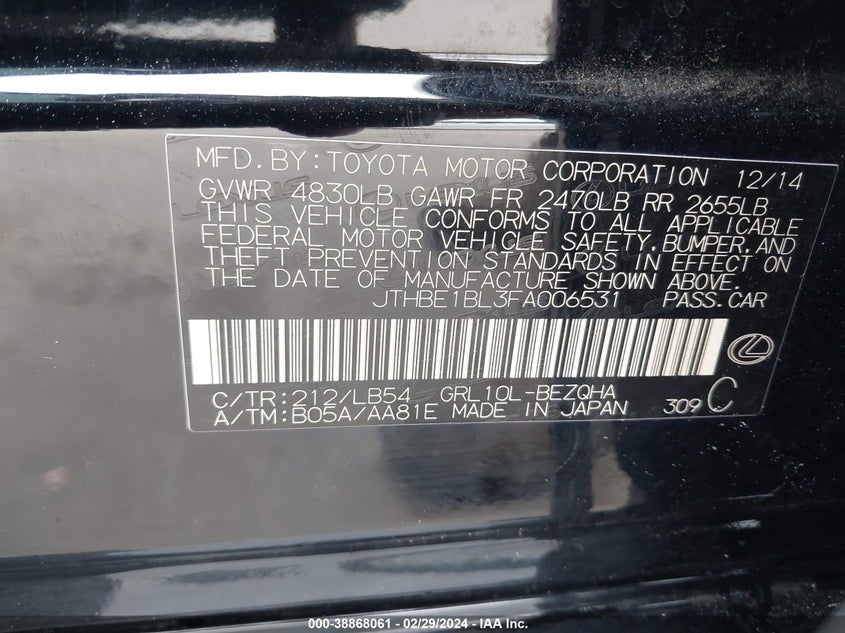 MFD.BY:TOYOTA MOTOR CORPORATION 12/14
GVWR 4830LB GAWR FR 2470LB RR 2655LB
THIS VEHICLE CONFORMS TO ALL APPLICABLE
FEDERAL MOTOR VEHICLE SAFETY,BUMPER,AND
THEFT PREVENTION STANDARDS IN EFFECT ON
THE DATE OF MANUFACTURE SHOWN ABOVE.
JTHBE1BL3FA006531 PASS.CAR
C/TR:212/LB54 GRL10L-BEZQHA
A/TM:B05A/AA81E MADE IN JAPAN 309 C
000-38868061 - 02/29/2024 - IAA Inc.